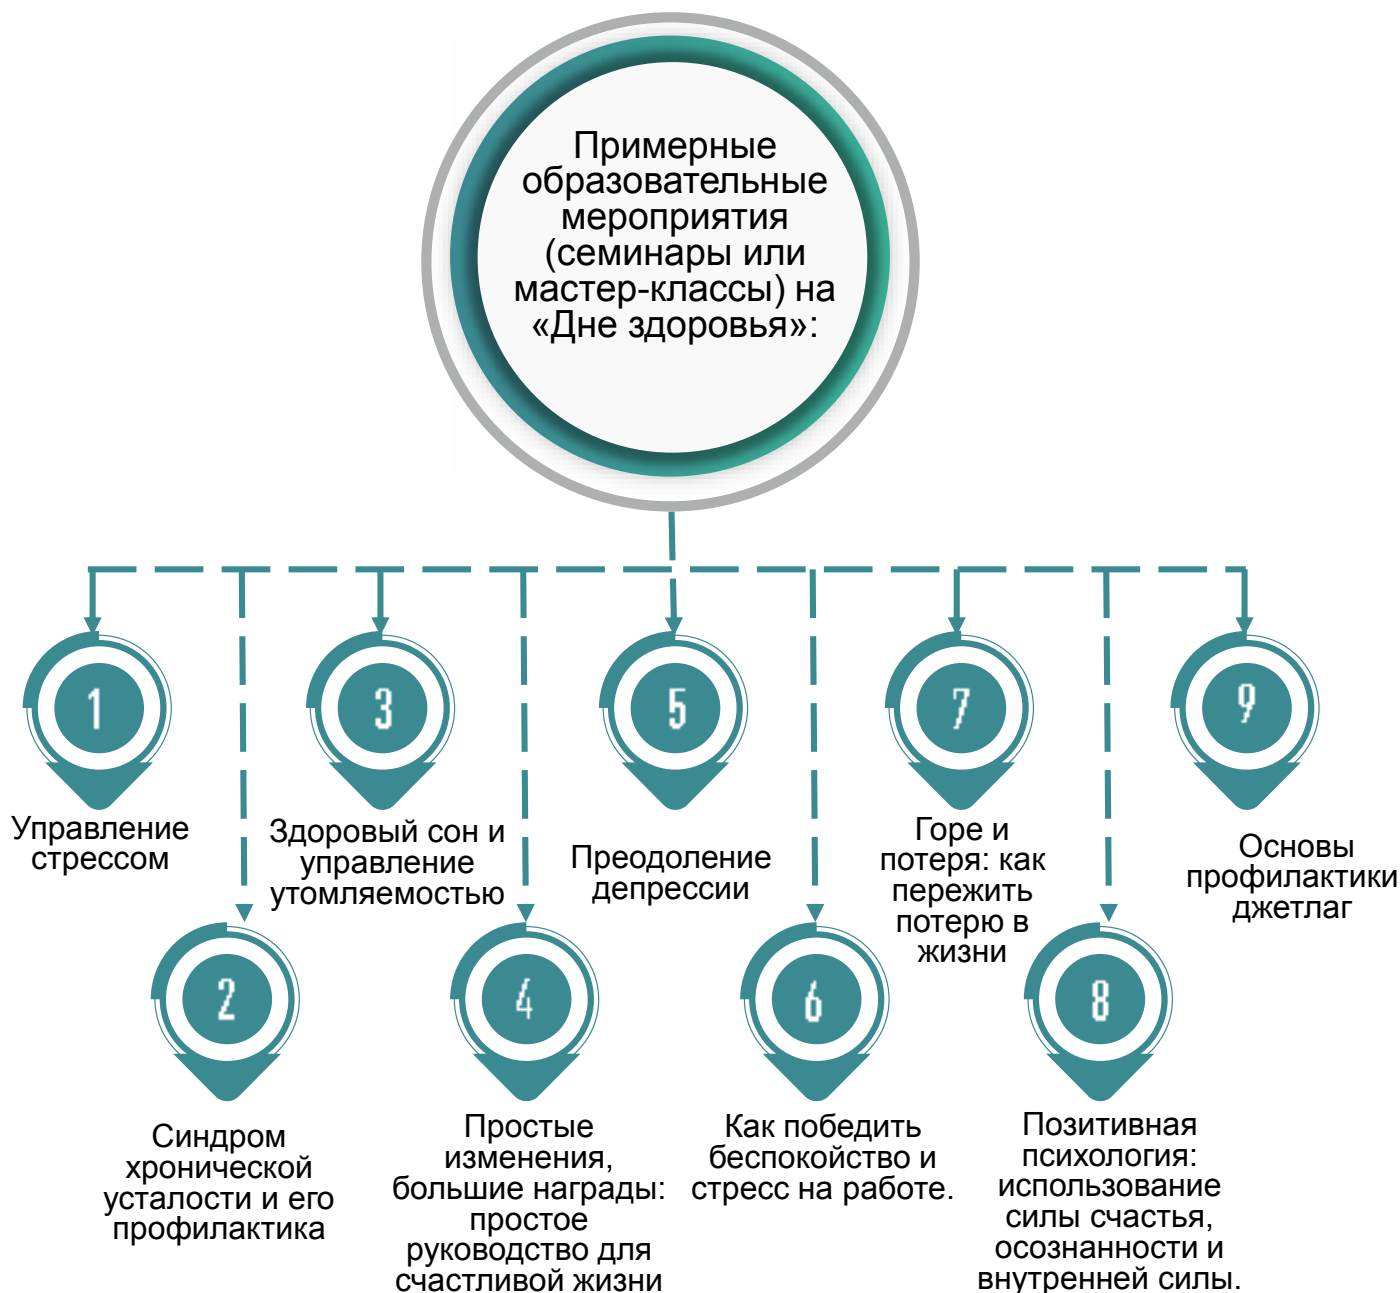 Примерные
образовательные
мероприятия
(семинары или
мастер-классы) на
«Дне здоровья»:
1
Управление
стрессом
2
Синдром
хронической
усталости и его
профилактика
3
Здоровый сон и
управление
утомляемостью
4
Простые
изменения,
большие награды:
простое
руководство для
счастливой жизни
5
Преодоление
депрессии
6
Как победить
беспокойство и
стресс на работе.
7
Горе и
потеря: как
пережить
потерю в
жизни
8
Позитивная
психология:
использование
силы счастья,
осознанности и
внутренней силы.
9
Основы
профилактики
джетлаг